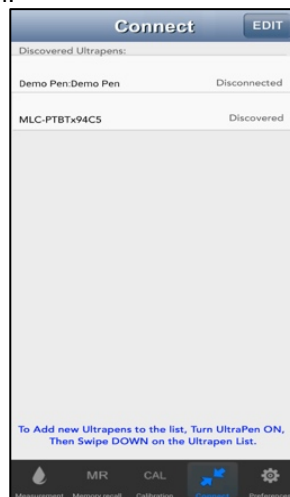 Connect
EDIT
Discovered Ultrapens:
Demo Pen:Demo Pen Disconnected
MLC-PTBTx94C5 Discovered
To Add new Ultrapens to the list, Turn UltraPen ON,
Then Swipe DOWN on the Ultrapen List.
MR CAL
Measurement Memory recall Calibration Connect Preferences